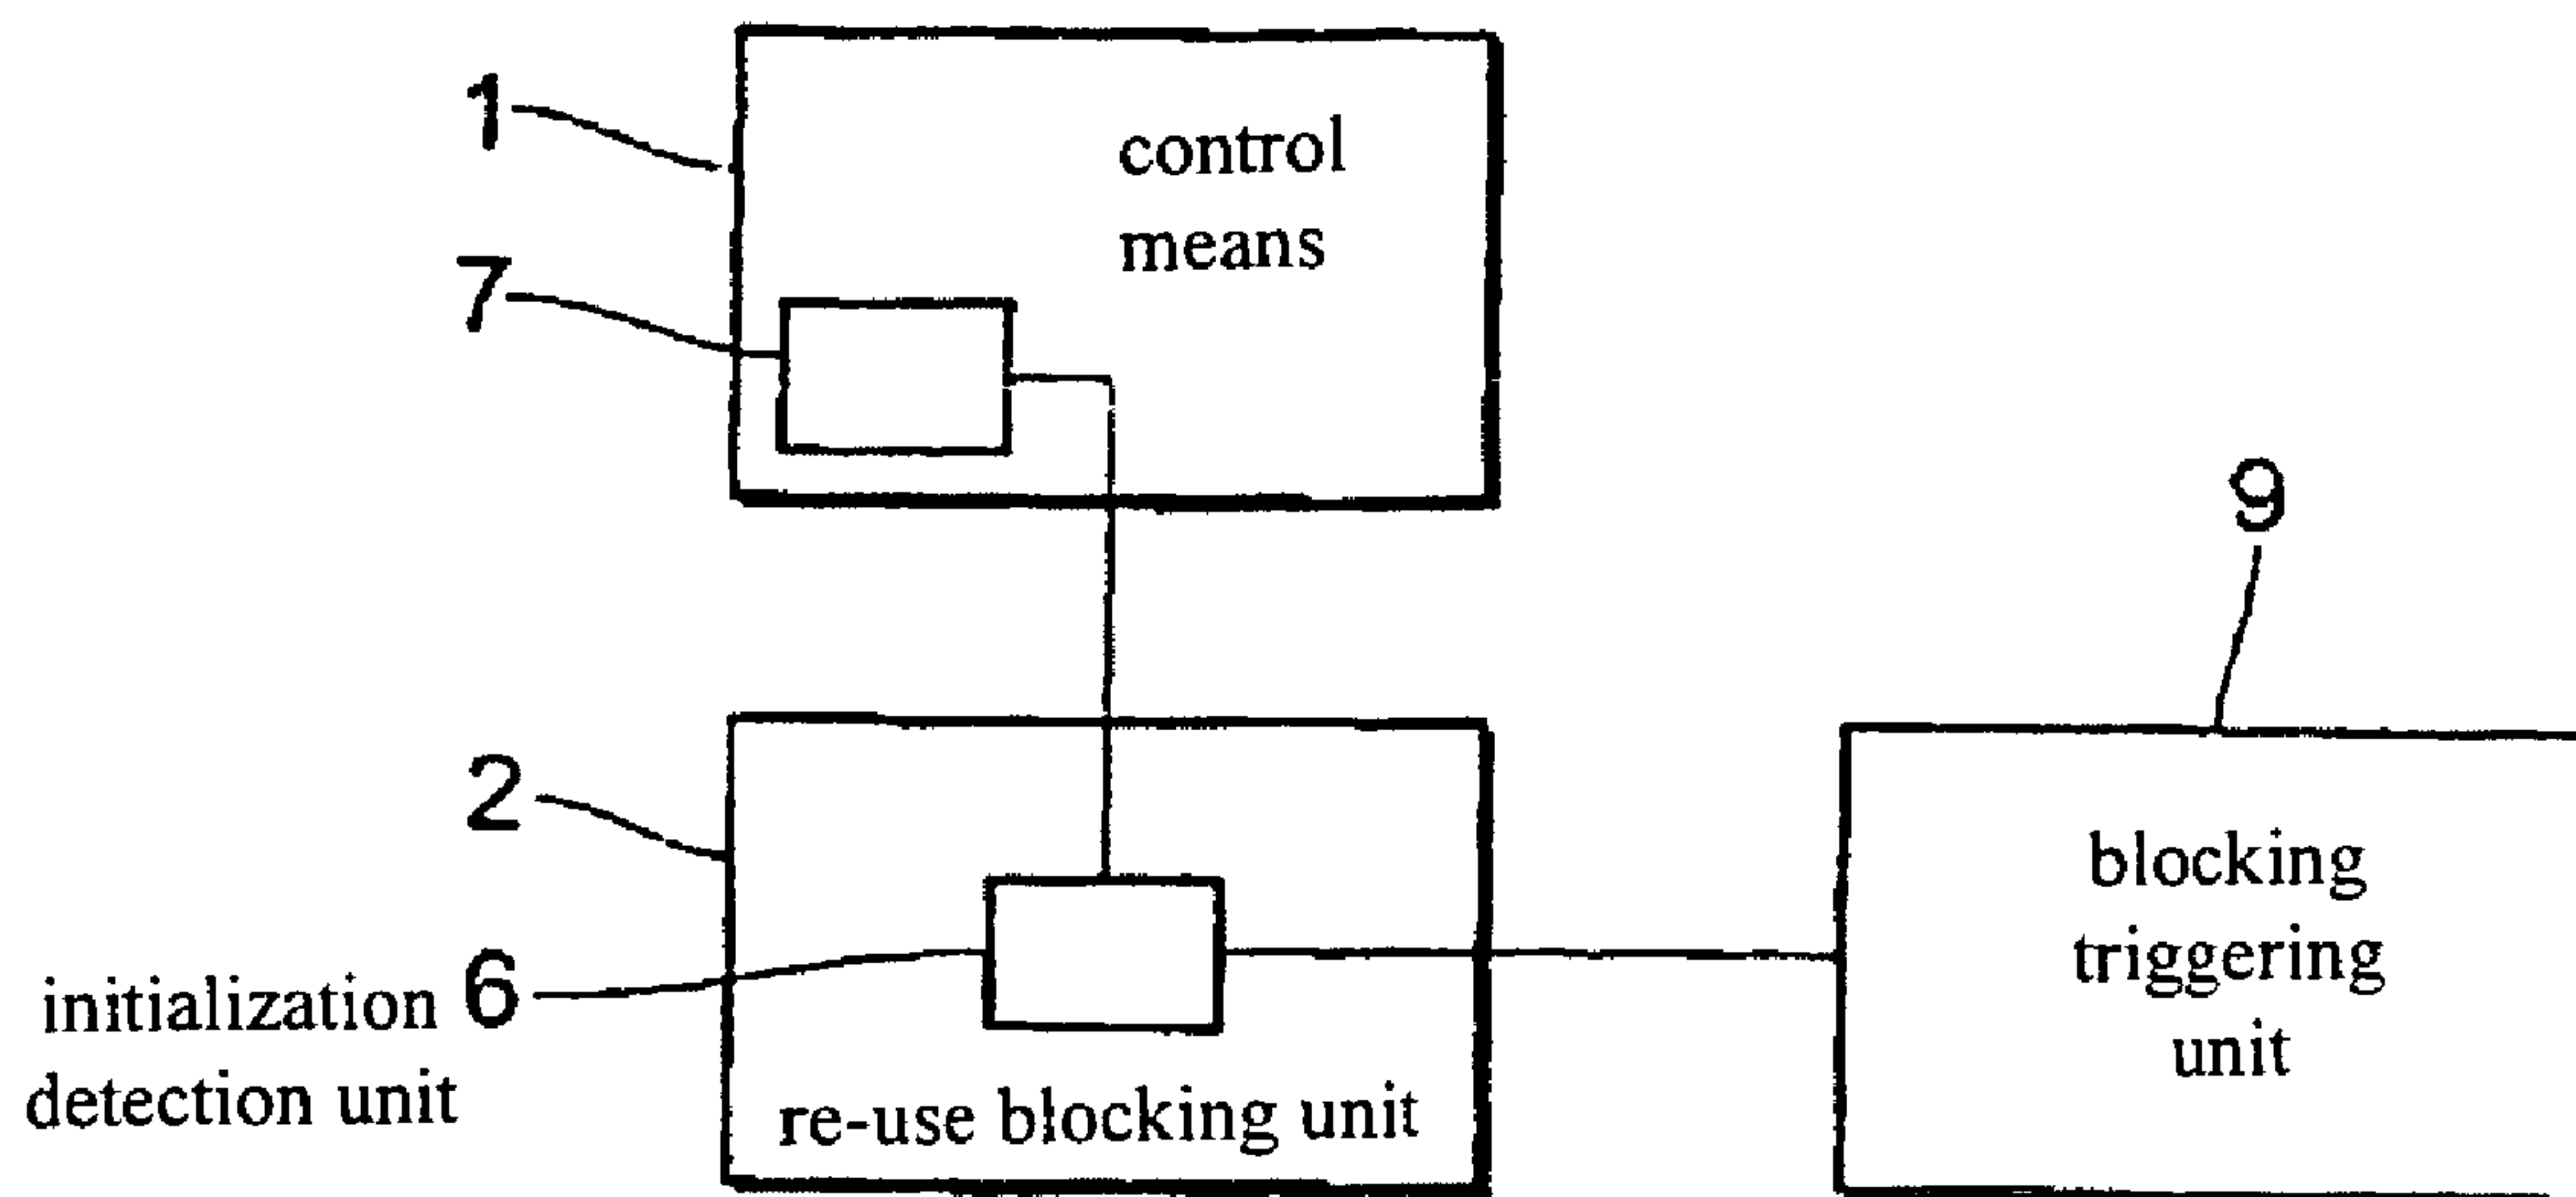 1
control
means
7
9
2
blocking
triggering
unit
6
initialization
detection unit
re-use blocking unit